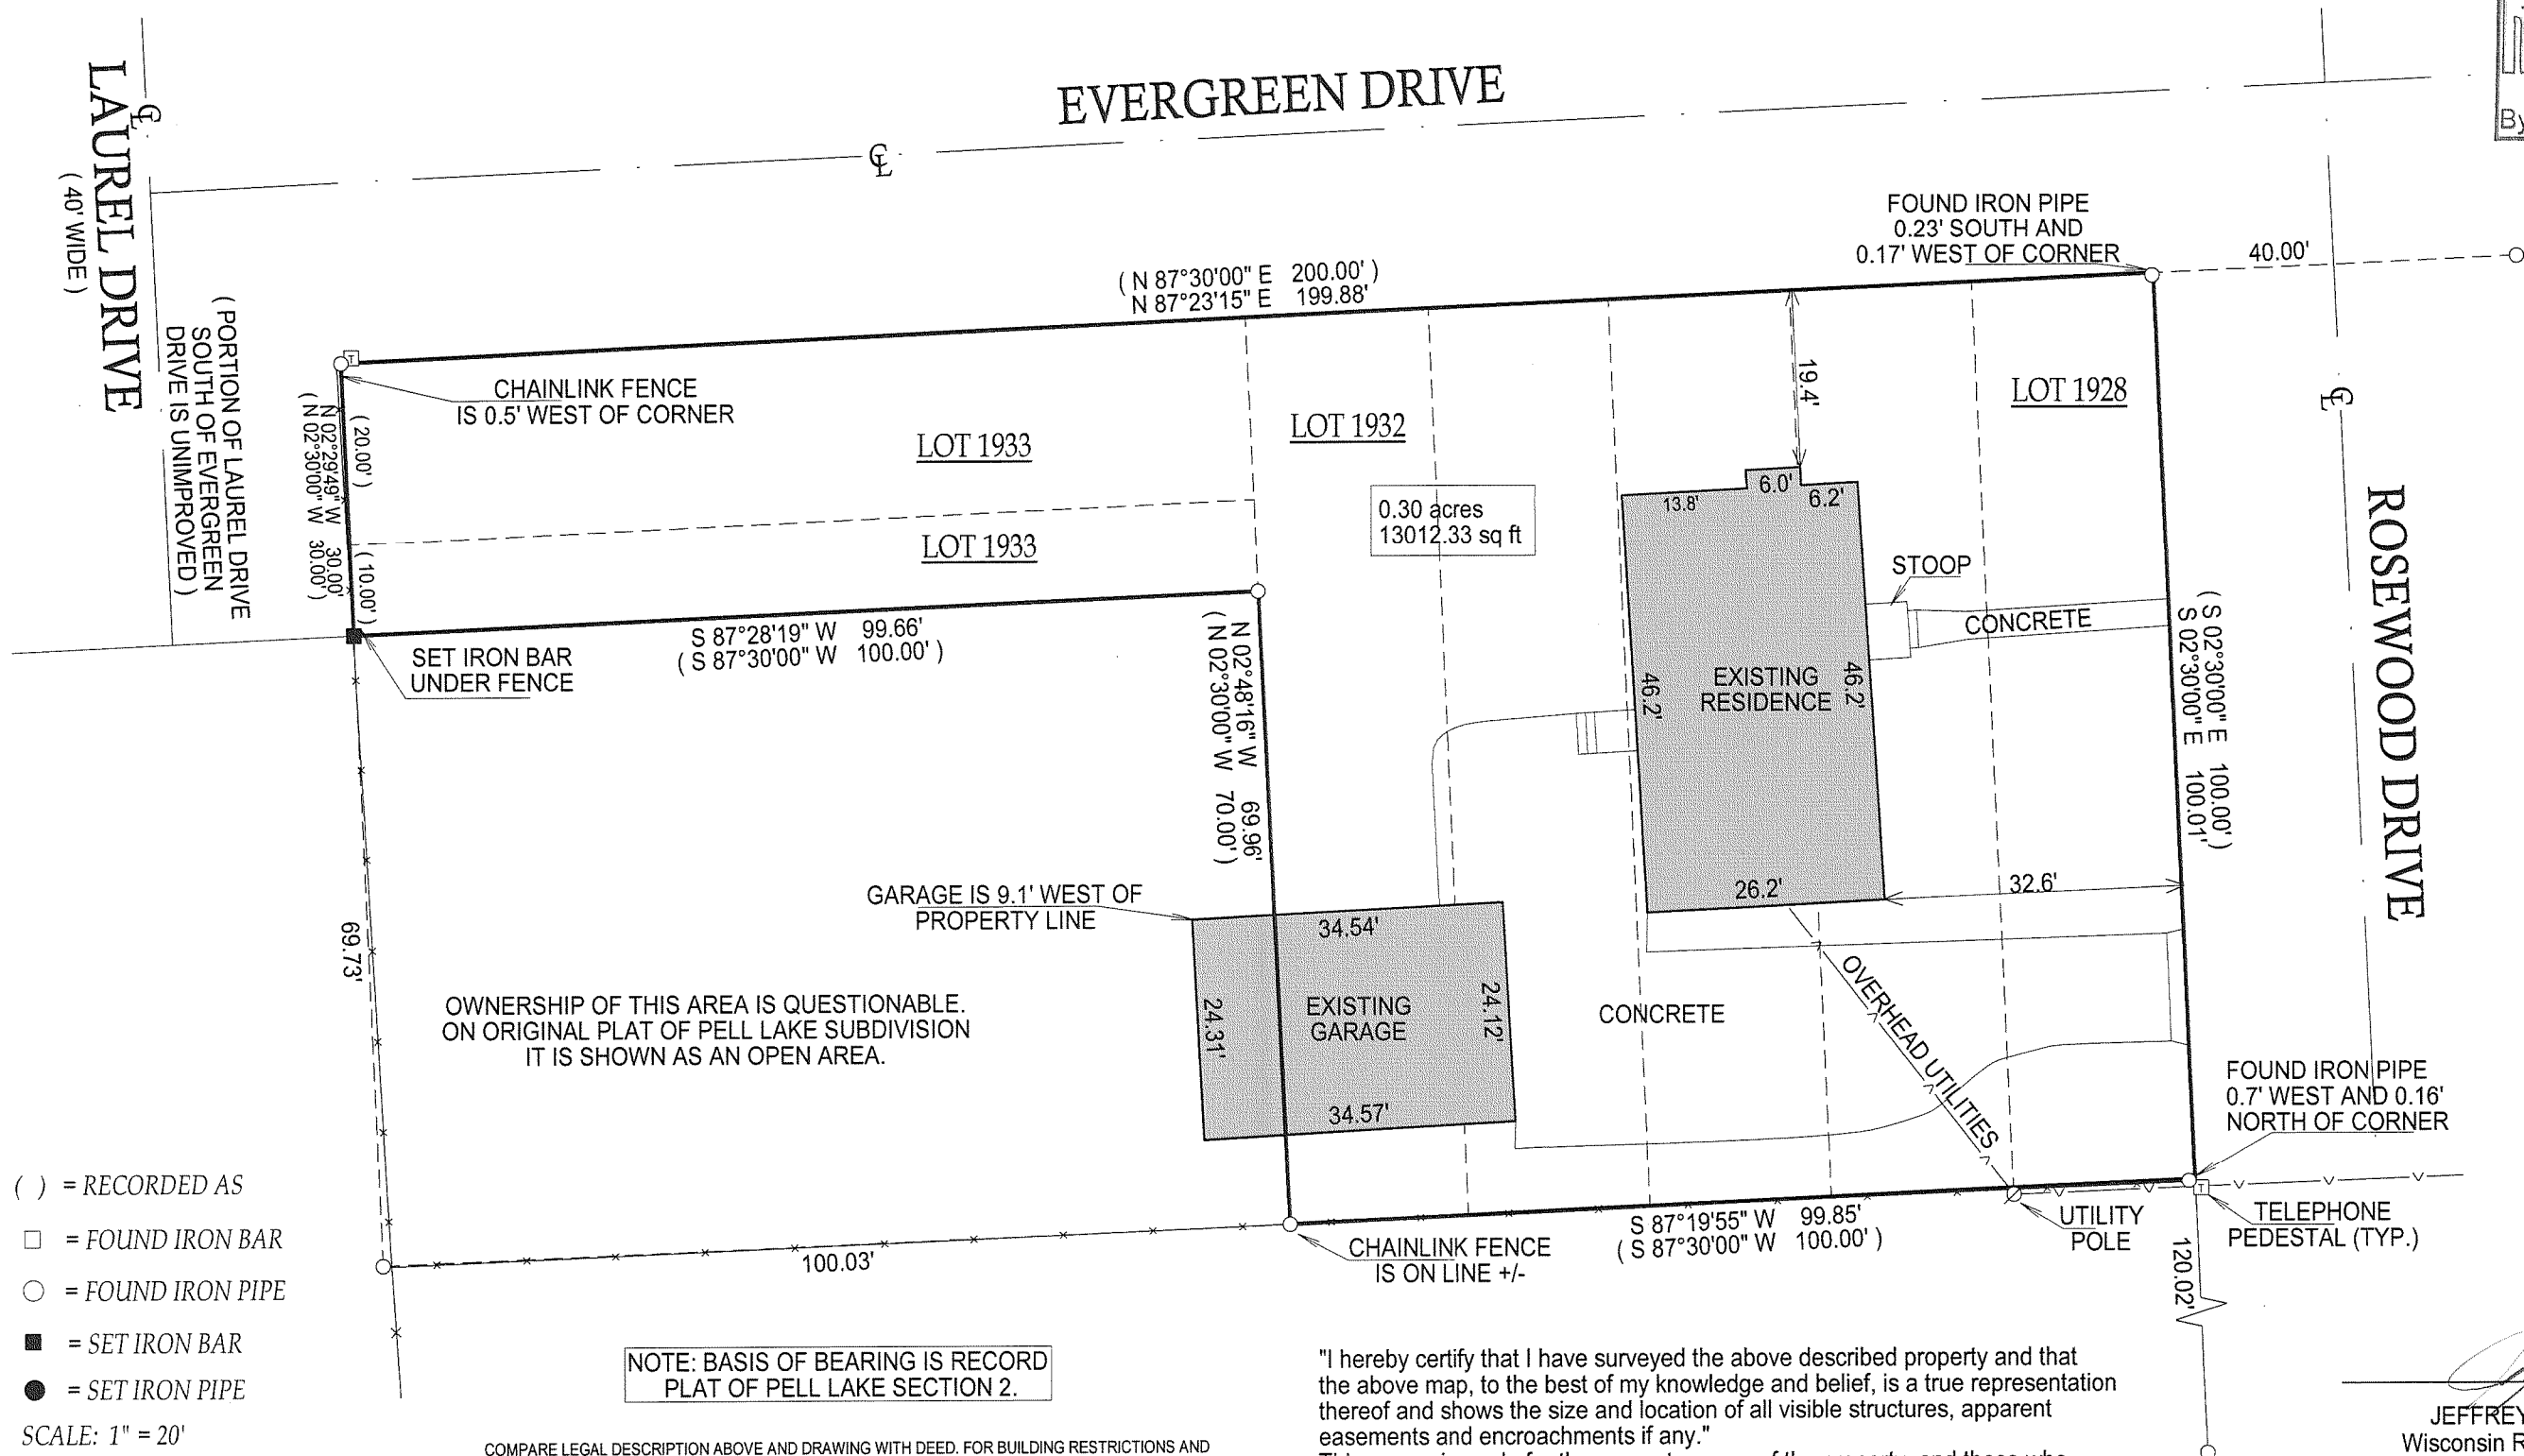 EVERGREEN DRIVE
LAUREL DRIVE
( 40' WIDE )
( PORTION OF LAUREL DRIVE
SOUTH OF EVERGREEN
DRIVE IS UNIMPROVED )
℄
℄
℄
By
FOUND IRON PIPE
0.23' SOUTH AND
0.17' WEST OF CORNER
40.00'
( N 87°30'00" E 200.00' )
N 87°23'15" E 199.88'
T
CHAINLINK FENCE
IS 0.5' WEST OF CORNER
( 20.00' )
( 10.00' )
N 02°29'49" W 30.00'
( N 02°30'00" W 30.00' )
LOT 1933
LOT 1933
LOT 1932
LOT 1928
0.30 acres
13012.33 sq ft
19.4'
13.8'
6.0'
6.2'
STOOP
CONCRETE
EXISTING
RESIDENCE
46.2'
46.2'
26.2'
32.6'
( S 02°30'00" E 100.00' )
S 02°30'00" E 100.01'
ROSEWOOD DRIVE
SET IRON BAR
UNDER FENCE
S 87°28'19" W 99.66'
( S 87°30'00" W 100.00' )
N 02°48'16" W 69.96'
( N 02°30'00" W 70.00' )
GARAGE IS 9.1' WEST OF
PROPERTY LINE
34.54'
24.31'
EXISTING
GARAGE
24.12'
34.57'
CONCRETE
OVERHEAD UTILITIES
69.73'
OWNERSHIP OF THIS AREA IS QUESTIONABLE.
ON ORIGINAL PLAT OF PELL LAKE SUBDIVISION
IT IS SHOWN AS AN OPEN AREA.
FOUND IRON PIPE
0.7' WEST AND 0.16'
NORTH OF CORNER
T
TELEPHONE
PEDESTAL (TYP.)
UTILITY
POLE
S 87°19'55" W 99.85'
( S 87°30'00" W 100.00' )
CHAINLINK FENCE
IS ON LINE +/-
100.03'
120.02'
( ) = RECORDED AS
= FOUND IRON BAR
= FOUND IRON PIPE
= SET IRON BAR
= SET IRON PIPE
SCALE: 1" = 20'
NOTE: BASIS OF BEARING IS RECORD
PLAT OF PELL LAKE SECTION 2.
COMPARE LEGAL DESCRIPTION ABOVE AND DRAWING WITH DEED. FOR BUILDING RESTRICTIONS AND
"I hereby certify that I have surveyed the above described property and that
the above map, to the best of my knowledge and belief, is a true representation
thereof and shows the size and location of all visible structures, apparent
easements and encroachments if any."
JEFFREY
Wisconsin R